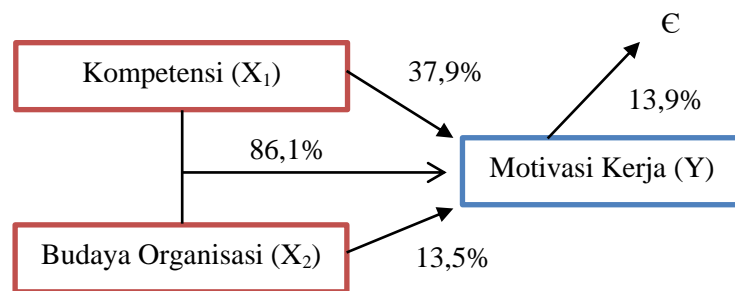 Є
Kompetensi (X₁)
37,9%
13,9%
86,1%
Motivasi Kerja (Y)
Budaya Organisasi (X₂)
13,5%